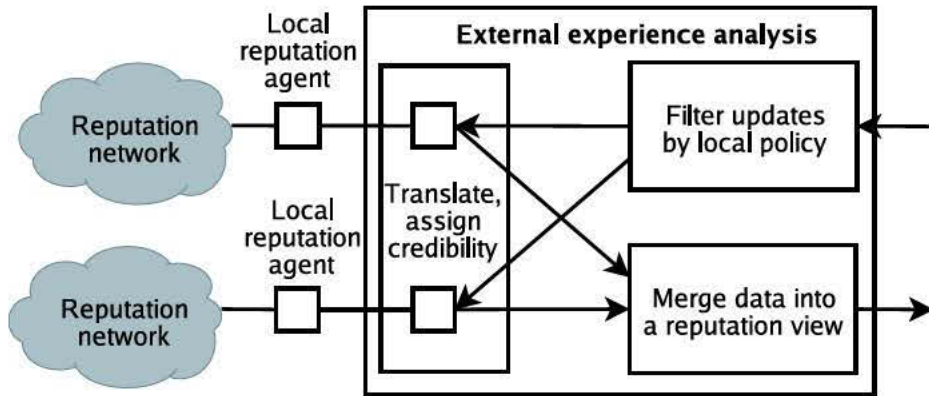 External experience analysis
Local
reputation
agent
Reputation
network
Filter updates
by local policy
Translate,
assign
credibility
Local
reputation
agent
Reputation
network
Merge data into
a reputation view